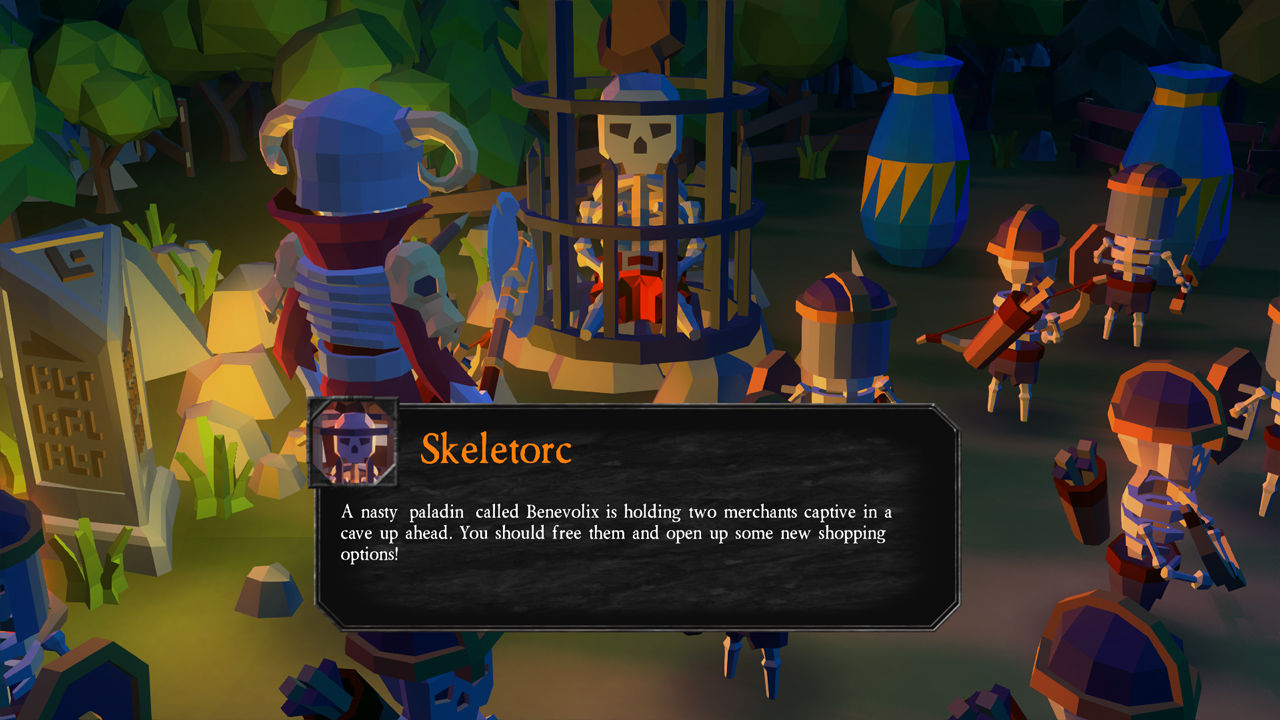 Skeletorc
A nasty paladin called Benevolix is holding two merchants captive in a
cave up ahead. You should free them and open up some new shopping
options!